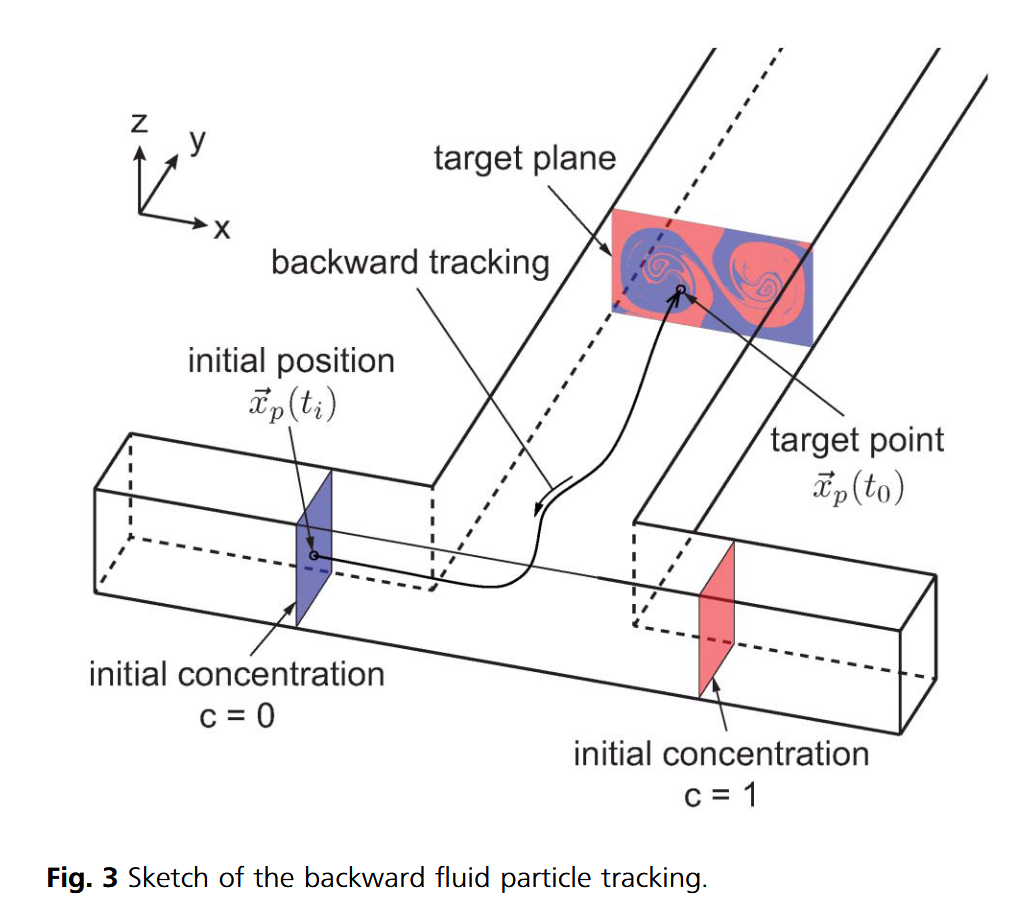 z
y
x
target plane
backward tracking
initial position
$\vec{x}_p(t_i)$
target point
$\vec{x}_p(t_0)$
initial concentration
c = 0
initial concentration
c = 1
Fig. 3 Sketch of the backward fluid particle tracking.